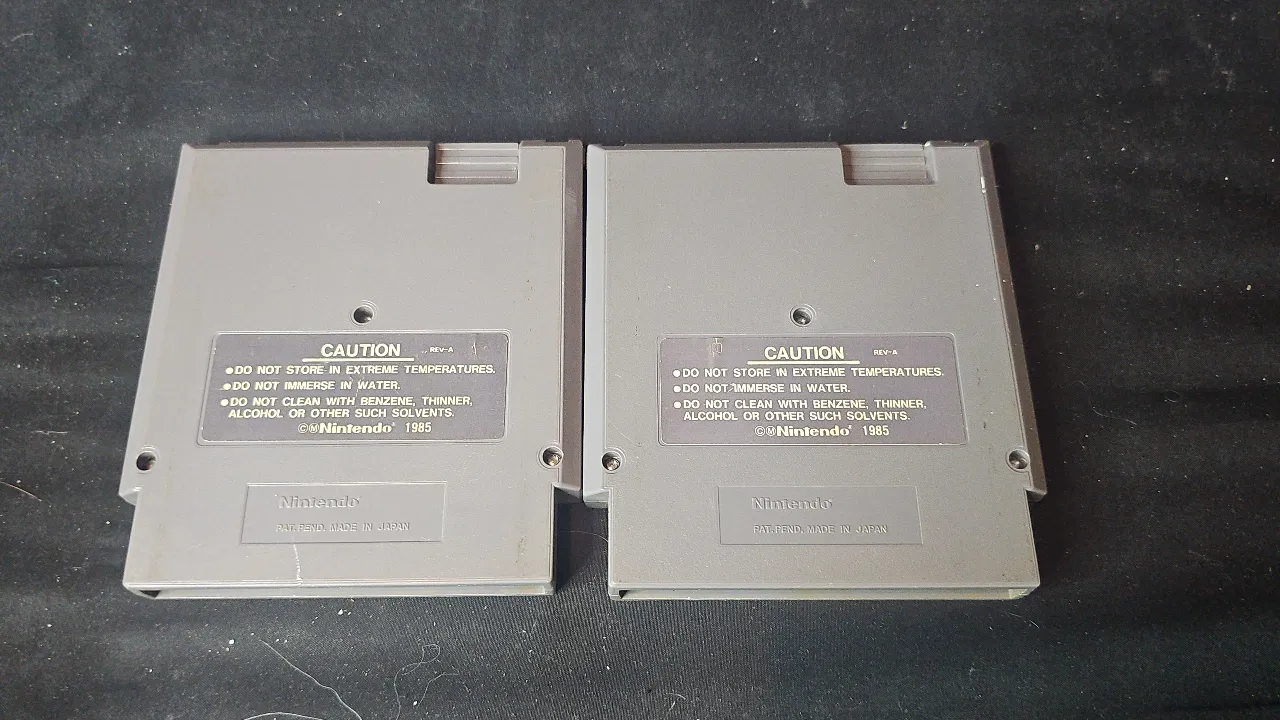 CAUTION REV-A
●DO NOT STORE IN EXTREME TEMPERATURES.
●DO NOT IMMERSE IN WATER.
●DO NOT CLEAN WITH BENZENE, THINNER,
ALCOHOL OR OTHER SUCH SOLVENTS.
©ⓂNintendo® 1985
Nintendo®
PAT. PEND. MADE IN JAPAN
CAUTION REV-A
●DO NOT STORE IN EXTREME TEMPERATURES.
●DO NOT IMMERSE IN WATER.
●DO NOT CLEAN WITH BENZENE, THINNER,
ALCOHOL OR OTHER SUCH SOLVENTS.
©ⓂNintendo® 1985
Nintendo®
PAT. PEND. MADE IN JAPAN